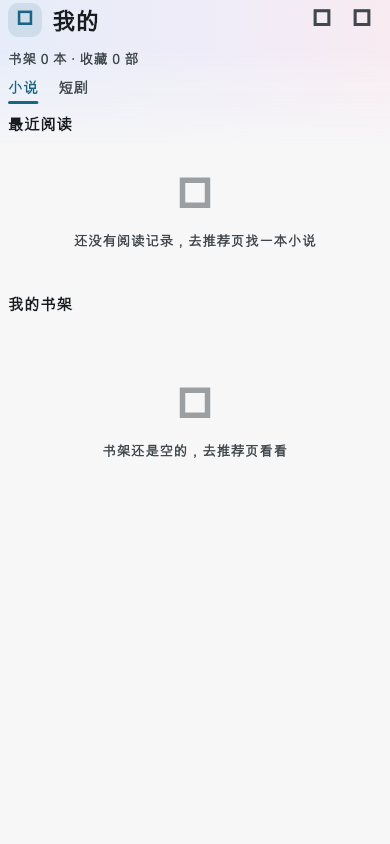 我的
书架 0 本 · 收藏 0 部
小说 短剧
最近阅读
还没有阅读记录，去推荐页找一本小说
我的书架
书架还是空的，去推荐页看看